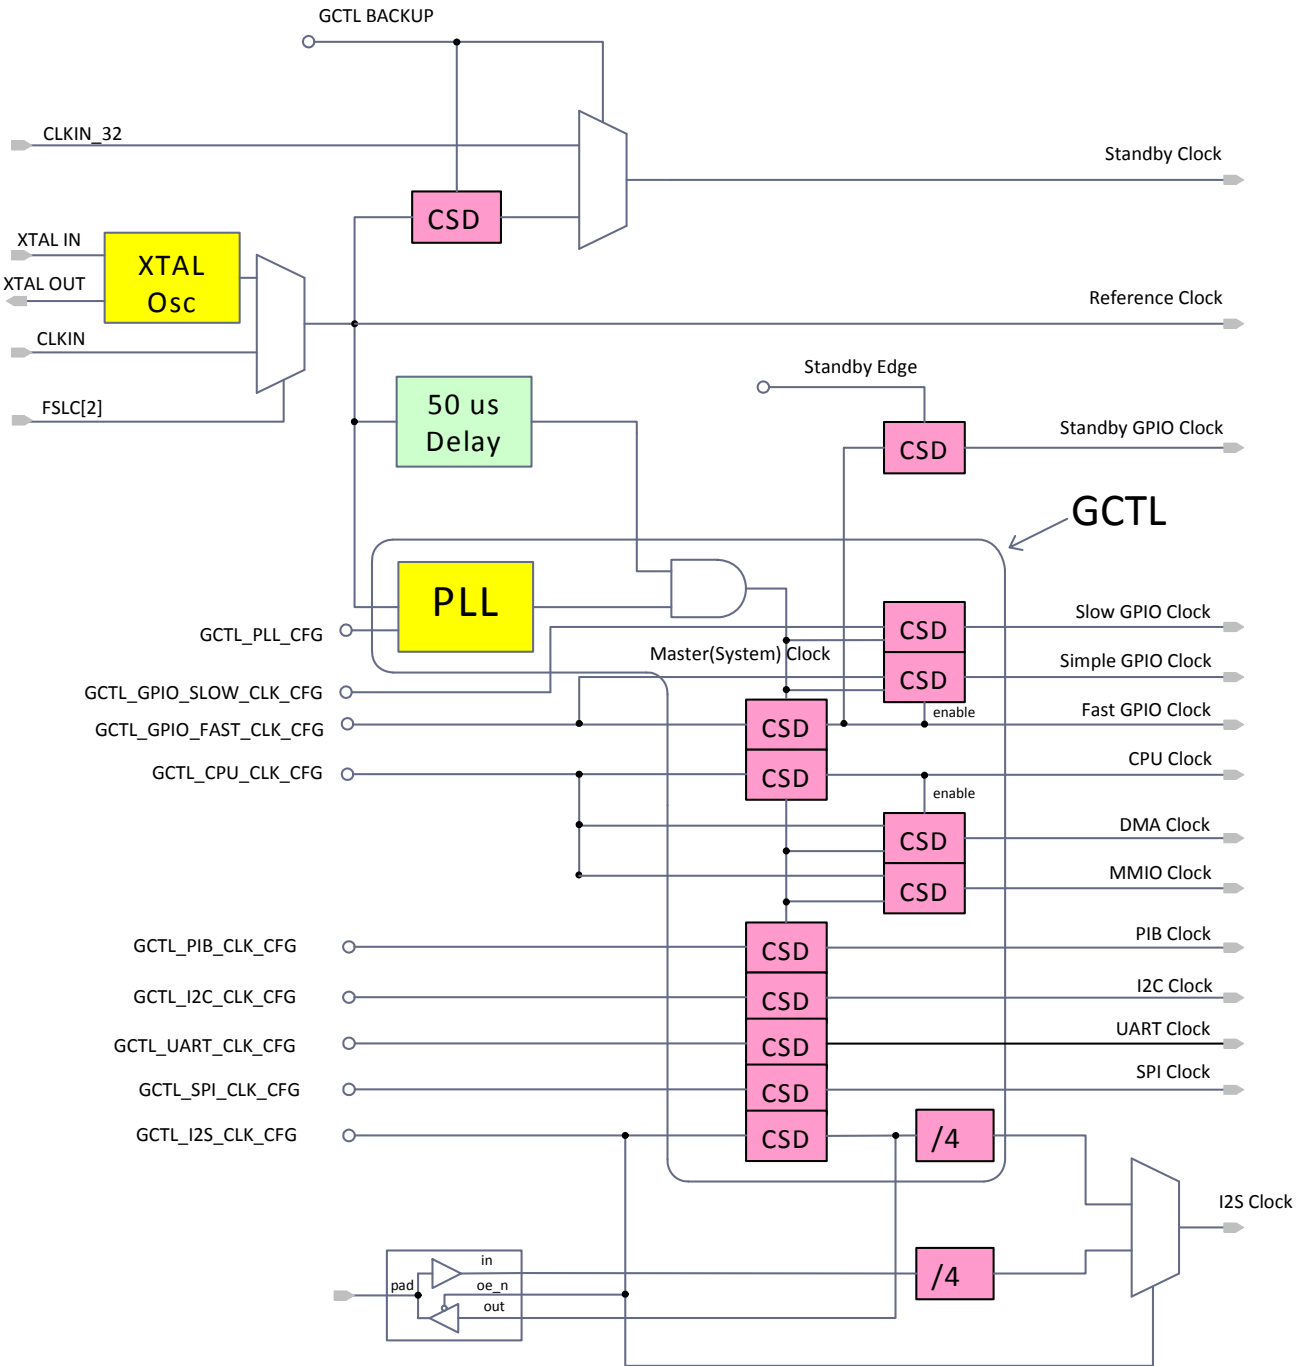 GCTL BACKUP
CLKIN_32
Standby Clock
CSD
XTAL IN
XTAL
Osc
XTAL OUT
Reference Clock
CLKIN
Standby Edge
FSLC[2]
50 us
Delay
Standby GPIO Clock
CSD
GCTL
PLL
GCTL_PLL_CFG
Slow GPIO Clock
CSD
Master(System) Clock
Simple GPIO Clock
CSD
GCTL_GPIO_SLOW_CLK_CFG
enable
Fast GPIO Clock
GCTL_GPIO_FAST_CLK_CFG
CSD
CPU Clock
GCTL_CPU_CLK_CFG
CSD
enable
DMA Clock
CSD
MMIO Clock
CSD
PIB Clock
GCTL_PIB_CLK_CFG
CSD
I2C Clock
GCTL_I2C_CLK_CFG
CSD
UART Clock
GCTL_UART_CLK_CFG
CSD
SPI Clock
GCTL_SPI_CLK_CFG
CSD
GCTL_I2S_CLK_CFG
CSD
/4
I2S Clock
in
pad
oe_n
/4
out